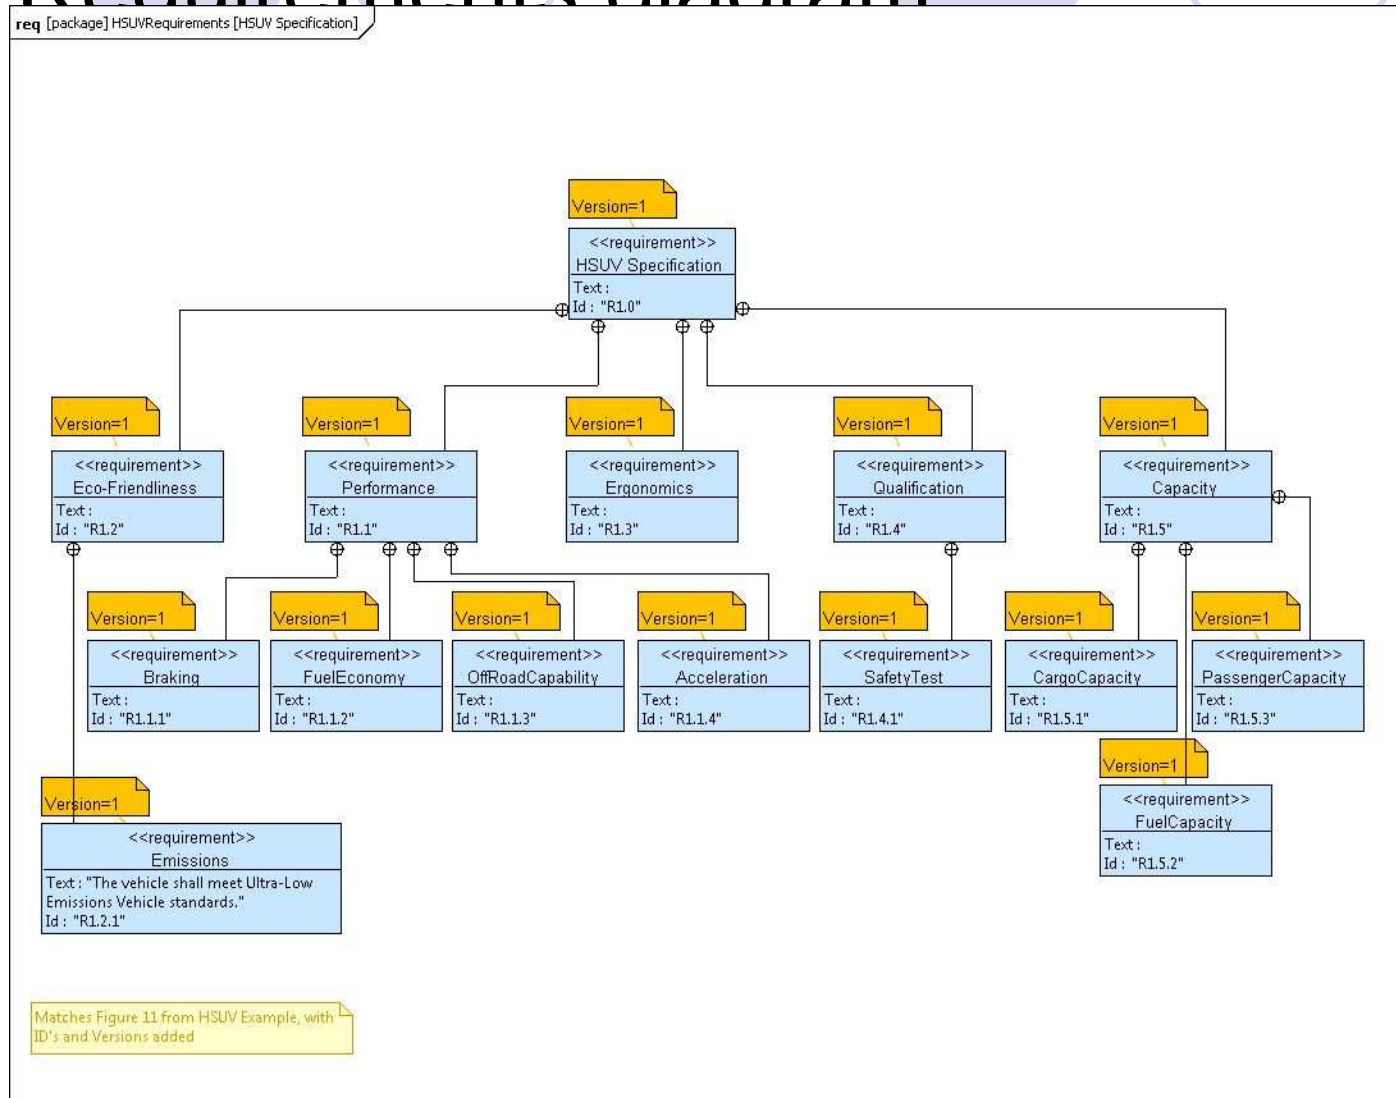 Requirements diagram
req [package] HSUVRequirements [HSUV Specification]
Version=1
<<requirement>>
HSUV Specification
Text :
Id : "R1.0"
Version=1
<<requirement>>
Eco-Friendliness
Text :
Id : "R1.2"
Version=1
<<requirement>>
Performance
Text :
Id : "R1.1"
Version=1
<<requirement>>
Ergonomics
Text :
Id : "R1.3"
Version=1
<<requirement>>
Qualification
Text :
Id : "R1.4"
Version=1
<<requirement>>
Capacity
Text :
Id : "R1.5"
Version=1
<<requirement>>
Braking
Text :
Id : "R1.1.1"
Version=1
<<requirement>>
FuelEconomy
Text :
Id : "R1.1.2"
Version=1
<<requirement>>
OffRoadCapability
Text :
Id : "R1.1.3"
Version=1
<<requirement>>
Acceleration
Text :
Id : "R1.1.4"
Version=1
<<requirement>>
SafetyTest
Text :
Id : "R1.4.1"
Version=1
<<requirement>>
CargoCapacity
Text :
Id : "R1.5.1"
Version=1
<<requirement>>
PassengerCapacity
Text :
Id : "R1.5.3"
Version=1
<<requirement>>
FuelCapacity
Text :
Id : "R1.5.2"
Version=1
<<requirement>>
Emissions
Text : "The vehicle shall meet Ultra-Low
Emissions Vehicle standards."
Id : "R1.2.1"
Matches Figure 11 from HSUV Example, with
ID's and Versions added